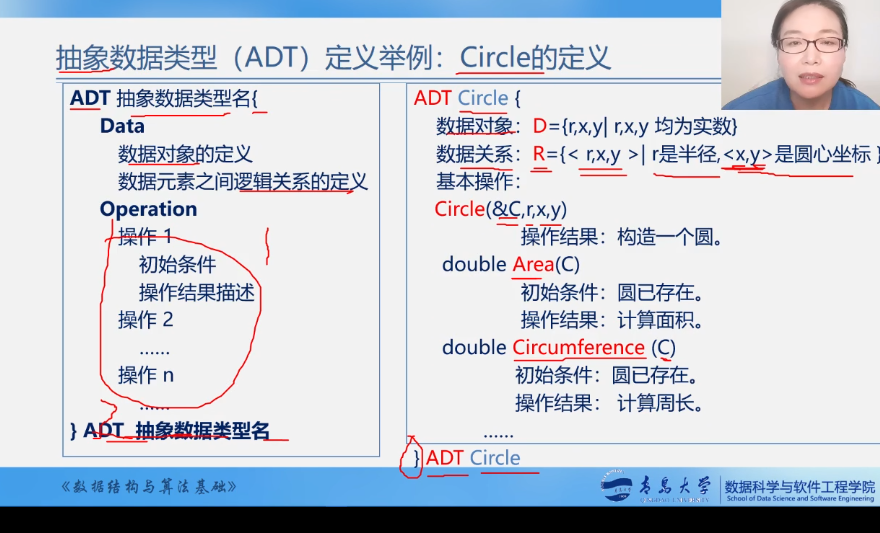 抽象数据类型（ADT）定义举例：Circle的定义
ADT 抽象数据类型名{
Data
数据对象的定义
数据元素之间逻辑关系的定义
Operation
操作 1
初始条件
操作结果描述
操作 2
......
操作 n
......
} ADT 抽象数据类型名
ADT Circle {
数据对象：D={r,x,y| r,x,y 均为实数}
数据关系：R={< r,x,y >| r是半径,<x,y>是圆心坐标 }
基本操作：
Circle(&C,r,x,y)
操作结果：构造一个圆。
double Area(C)
初始条件：圆已存在。
操作结果：计算面积。
double Circumference (C)
初始条件：圆已存在。
操作结果： 计算周长。
......
} ADT Circle
《数据结构与算法基础》
青岛大学
数据科学与软件工程学院
School of Data Science and Software Engineering